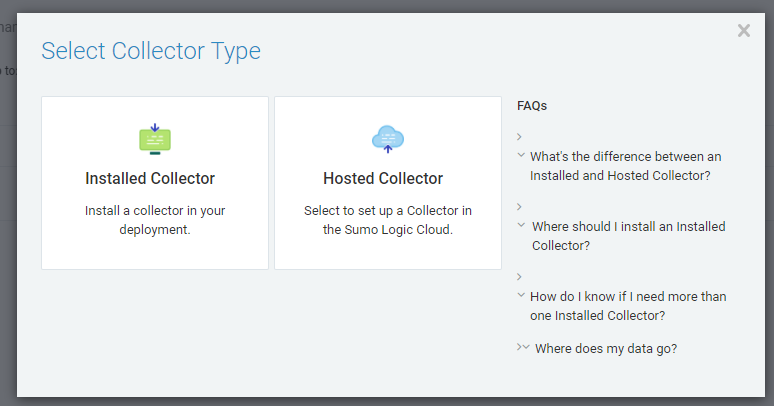 Select Collector Type
Installed Collector
Install a collector in your
deployment.
Hosted Collector
Select to set up a Collector in
the Sumo Logic Cloud.
FAQs
What's the difference between an
Installed and Hosted Collector?
Where should I install an Installed
Collector?
How do I know if I need more than
one Installed Collector?
Where does my data go?